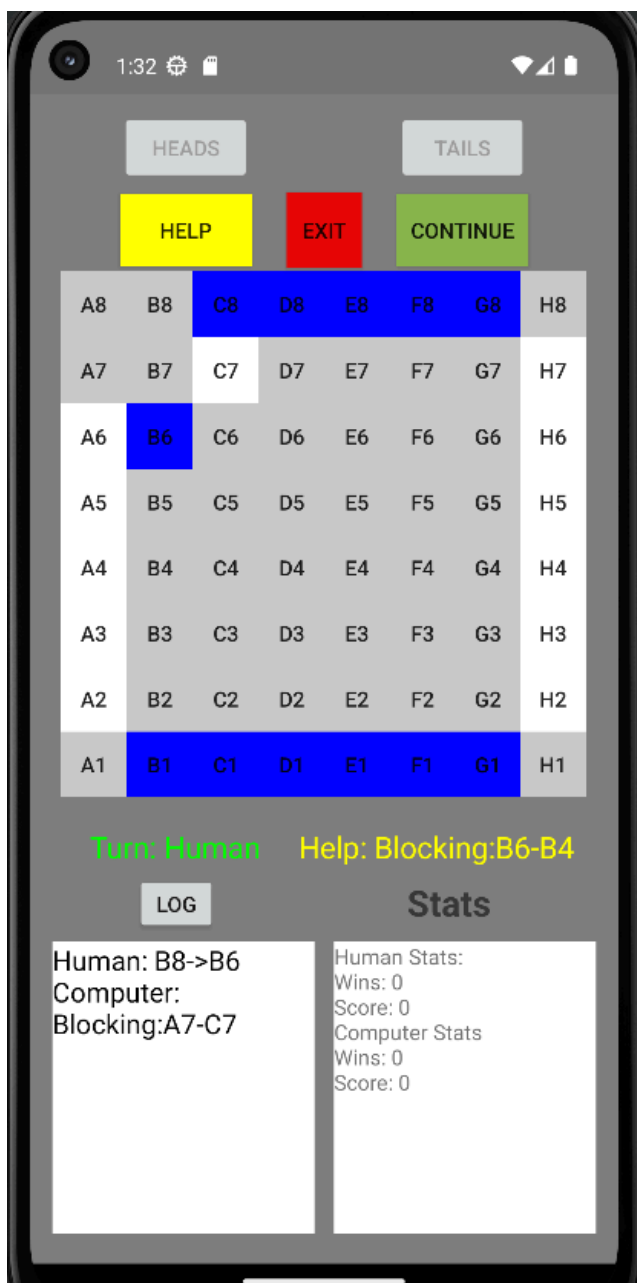 1:32
HEADS TAILS
HELP EXIT CONTINUE
A8 B8 C8 D8 E8 F8 G8 H8
A7 B7 C7 D7 E7 F7 G7 H7
A6 B6 C6 D6 E6 F6 G6 H6
A5 B5 C5 D5 E5 F5 G5 H5
A4 B4 C4 D4 E4 F4 G4 H4
A3 B3 C3 D3 E3 F3 G3 H3
A2 B2 C2 D2 E2 F2 G2 H2
A1 B1 C1 D1 E1 F1 G1 H1
Turn: Human Help: Blocking:B6-B4
LOG Stats
Human: B8->B6
Computer:
Blocking:A7-C7
Human Stats:
Wins: 0
Score: 0
Computer Stats
Wins: 0
Score: 0